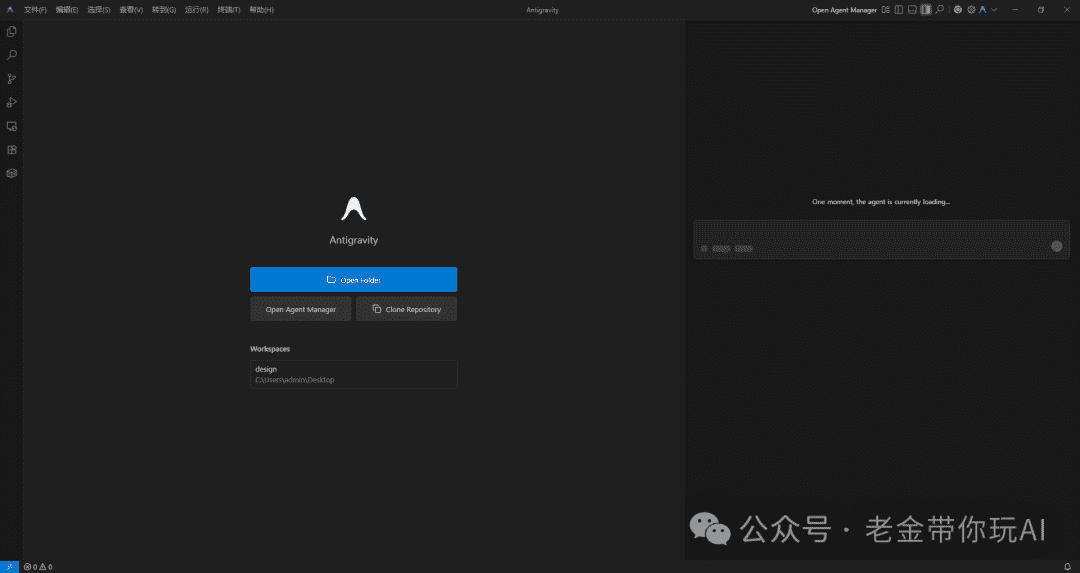 文件(F) 编辑(E) 选择(S) 查看(V) 转到(G) 运行(R) 终端(T) 帮助(H) Antigravity Open Agent Manager
One moment, the agent is currently loading...
Antigravity
Open Folder
Open Agent Manager Clone Repository
Workspaces
design
C:\Users\admin\Desktop
公众号 · 老金带你玩AI
0 0